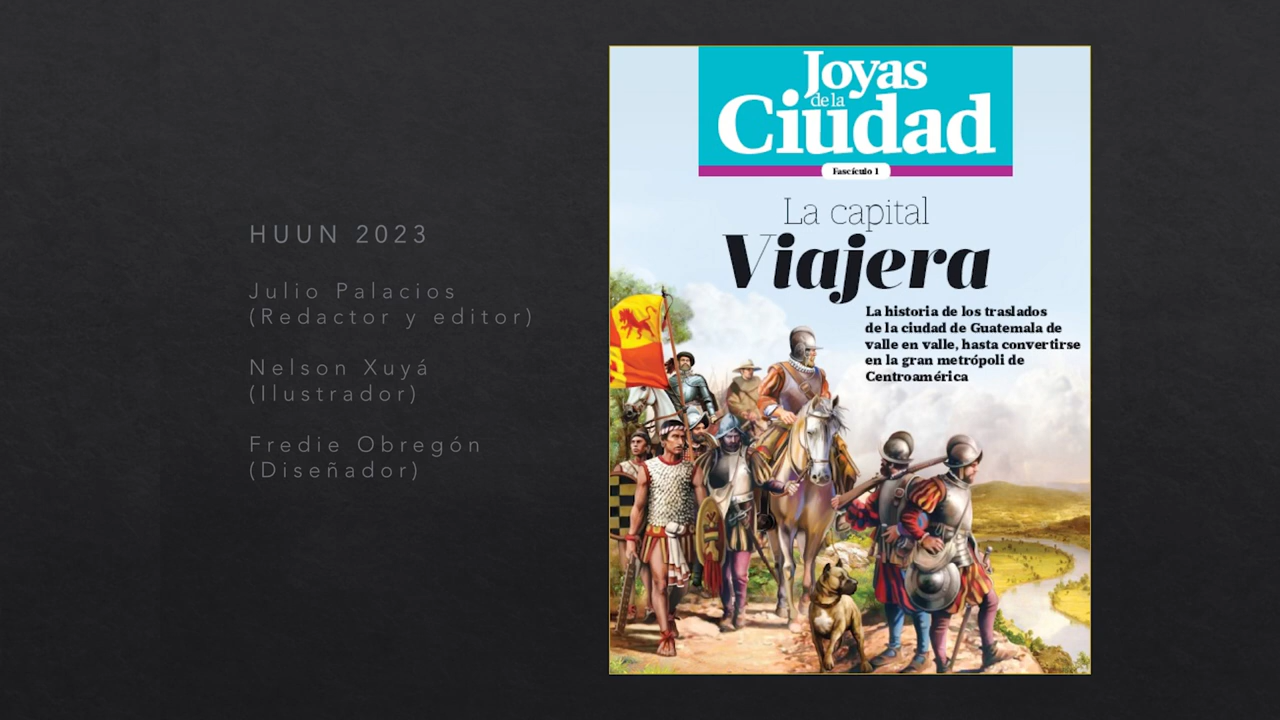 HUUN 2023
Julio Palacios
(Redactor y editor)
Nelson Xuyá
(Ilustrador)
Fredie Obregón
(Diseñador)
Joyas
de la
Ciudad
Fascículo 1
La capital
Viajera
La historia de los traslados
de la ciudad de Guatemala de
valle en valle, hasta convertirse
en la gran metrópoli de
Centroamérica